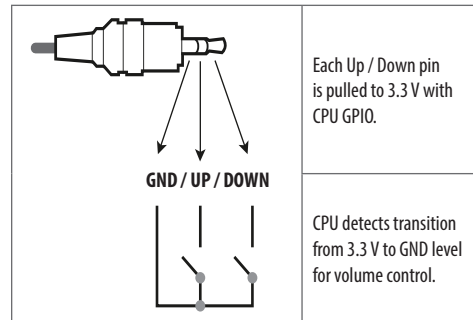 Each Up / Down pin
is pulled to 3.3 V with
CPU GPIO.
GND / UP / DOWN
CPU detects transition
from 3.3 V to GND level
for volume control.